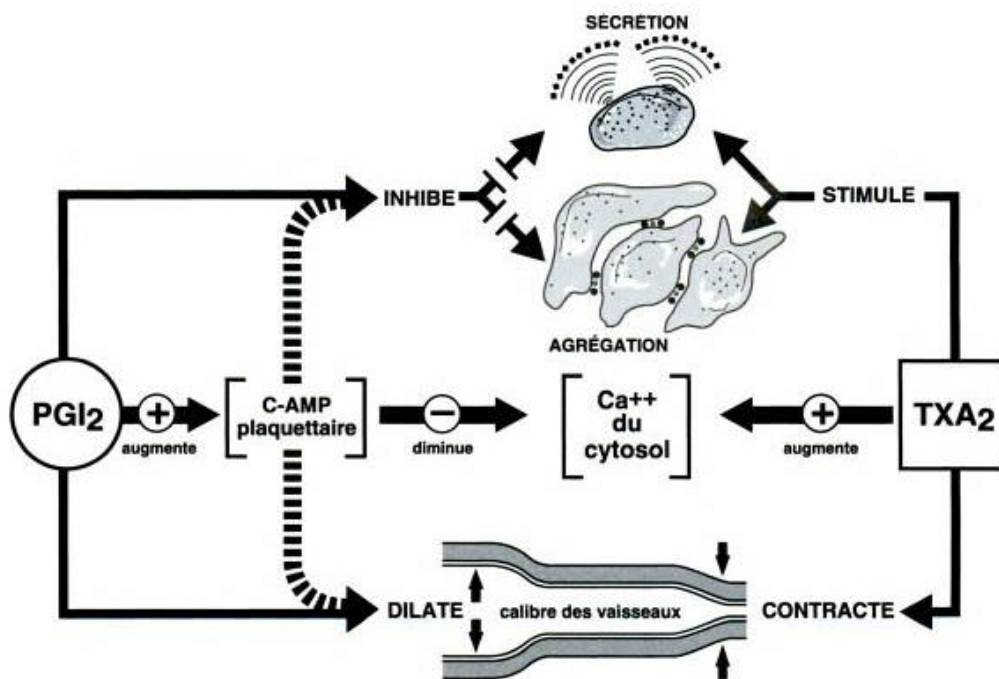 SÉCRÉTION
INHIBE
STIMULE
AGRÉGATION
PGI2
+
augmente
C-AMP
plaquettaire
−
diminue
Ca++
du
cytosol
+
augmente
TXA2
DILATE
calibre des vaisseaux
CONTRACTE